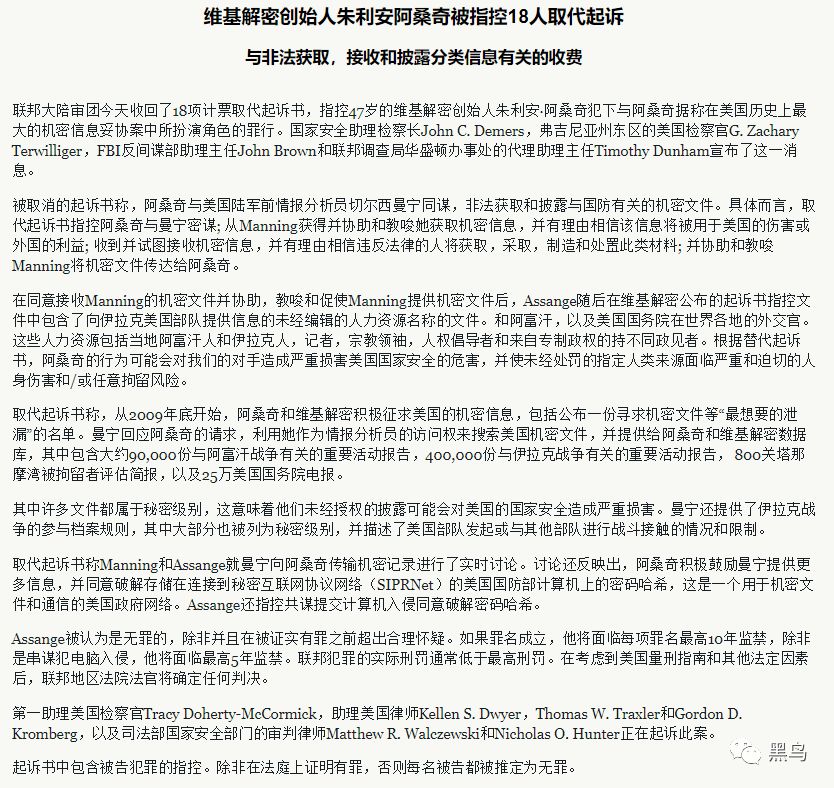 维基解密创始人朱利安阿桑奇被指控18人取代起诉
与非法获取，接收和披露分类信息有关的收费
联邦大陪审团今天收回了18项计票取代起诉书，指控47岁的维基解密创始人朱利安·阿桑奇犯下与阿桑奇据称在美国历史上最
大的机密信息妥协案中所扮演角色的罪行。国家安全助理检察长John C. Demers，弗吉尼亚州东区的美国检察官G. Zachary
Terwilliger，FBI反间谍部助理主任John Brown和联邦调查局华盛顿办事处的代理助理主任Timothy Dunham宣布了这一消
息。
被取消的起诉书称，阿桑奇与美国陆军前情报分析员切尔西曼宁同谋，非法获取和披露与国防有关的机密文件。具体而言，取
代起诉书指控阿桑奇与曼宁密谋; 从Manning获得并协助和教唆她获取机密信息，并有理由相信该信息将被用于美国的伤害或
外国的利益; 收到并试图接收机密信息，并有理由相信违反法律的人将获取，采取，制造和处置此类材料; 并协助和教唆
Manning将机密文件传达给阿桑奇。
在同意接收Manning的机密文件并协助，教唆和促使Manning提供机密文件后，Assange随后在维基解密公布的起诉书指控文
件中包含了向伊拉克美国部队提供信息的未经编辑的人力资源名称的文件。和阿富汗，以及美国国务院在世界各地的外交官。
这些人力资源包括当地阿富汗人和伊拉克人，记者，宗教领袖，人权倡导者和来自专制政权的持不同政见者。根据替代起诉
书，阿桑奇的行为可能会对我们的对手造成严重损害美国国家安全的危害，并使未经处罚的指定人类来源面临严重和迫切的人
身伤害和/或任意拘留风险。
取代起诉书称，从2009年底开始，阿桑奇和维基解密积极征求美国的机密信息，包括公布一份寻求机密文件等“最想要的泄
漏”的名单。曼宁回应阿桑奇的请求，利用她作为情报分析员的访问权来搜索美国机密文件，并提供给阿桑奇和维基解密数据
库，其中包含大约90,000份与阿富汗战争有关的重要活动报告，400,000份与伊拉克战争有关的重要活动报告， 800关塔那
摩湾被拘留者评估简报，以及25万美国国务院电报。
其中许多文件都属于秘密级别，这意味着他们未经授权的披露可能会对美国的国家安全造成严重损害。曼宁还提供了伊拉克战
争的参与档案规则，其中大部分也被列为秘密级别，并描述了美国部队发起或与其他部队进行战斗接触的情况和限制。
取代起诉书称Manning和Assange就曼宁向阿桑奇传输机密记录进行了实时讨论。讨论还反映出，阿桑奇积极鼓励曼宁提供更
多信息，并同意破解存储在连接到秘密互联网协议网络（SIPRNet）的美国国防部计算机上的密码哈希，这是一个用于机密文
件和通信的美国政府网络。Assange还指控共谋提交计算机入侵同意破解密码哈希。
Assange被认为是无罪的，除非并且在被证实有罪之前超出合理怀疑。如果罪名成立，他将面临每项罪名最高10年监禁，除非
是串谋犯电脑入侵，他将面临最高5年监禁。联邦犯罪的实际刑罚通常低于最高刑罚。在考虑到美国量刑指南和其他法定因素
后，联邦地区法院法官将确定任何判决。
第一助理美国检察官Tracy Doherty-McCormick，助理美国律师Kellen S. Dwyer，Thomas W. Traxler和Gordon D.
Kromberg，以及司法部国家安全部门的审判律师Matthew R. Walczewski和Nicholas O. Hunter正在起诉此案。
起诉书中包含被告犯罪的指控。除非在法庭上证明有罪，否则每名被告都被推定为无罪。
黑鸟